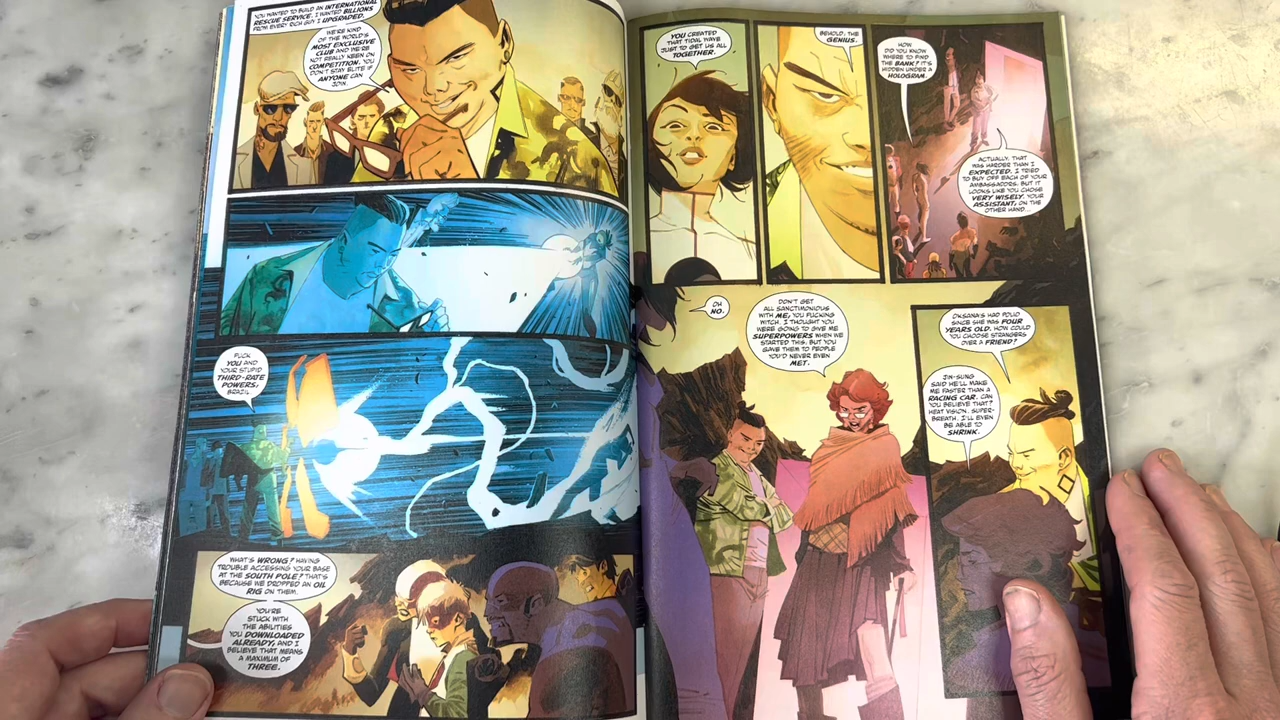 YOU WANTED TO BUILD AN INTERNATIONAL
RESCUE SERVICE. I WANTED BILLIONS
FROM EVERY RICH GUY I UPGRADED.
WE'RE KIND
OF THE WORLD'S
MOST EXCLUSIVE
CLUB AND WE'RE
NOT REALLY KEEN ON
COMPETITION. YOU
DON'T STAY ELITE IF
ANYONE CAN
JOIN.
FUCK
YOU AND
YOUR STUPID
THIRD-RATE
POWERS,
BRAZIL.
WHAT'S WRONG? HAVING
TROUBLE ACCESSING YOUR BASE
AT THE SOUTH POLE? THAT'S
BECAUSE WE DROPPED AN OIL
RIG ON THEM.
YOU'RE
STUCK WITH
THE ABILITIES
YOU DOWNLOADED
ALREADY, AND I
BELIEVE THAT MEANS
A MAXIMUM OF
THREE.
YOU CREATED
THAT TIDAL WAVE
JUST TO GET US ALL
TOGETHER.
BEHOLD, THE
GENIUS.
HOW
DID YOU KNOW
WHERE TO FIND
THE BANK? IT'S
HIDDEN UNDER A
HOLOGRAM.
ACTUALLY, THAT
WAS HARDER THAN I
EXPECTED. I TRIED
TO BUY OFF EACH OF YOUR
AMBASSADORS, BUT IT
LOOKS LIKE YOU CHOSE
VERY WISELY. YOUR
ASSISTANT, ON THE
OTHER HAND...
OH
NO.
DON'T GET
ALL SANCTIMONIOUS
WITH ME, YOU FUCKING
WITCH. I THOUGHT YOU
WERE GOING TO GIVE ME
SUPERPOWERS WHEN WE
STARTED THIS, BUT YOU
GAVE THEM TO PEOPLE
YOU'D NEVER EVEN
MET.
OKSANA'S HAD POLIO
SINCE SHE WAS FOUR
YEARS OLD. HOW COULD
YOU CHOOSE STRANGERS
OVER A FRIEND?
JIN-SUNG
SAID HE'LL MAKE
ME FASTER THAN A
RACING CAR. CAN
YOU BELIEVE THAT?
HEAT VISION. SUPER-
BREATH. I'LL EVEN
BE ABLE TO
SHRINK.